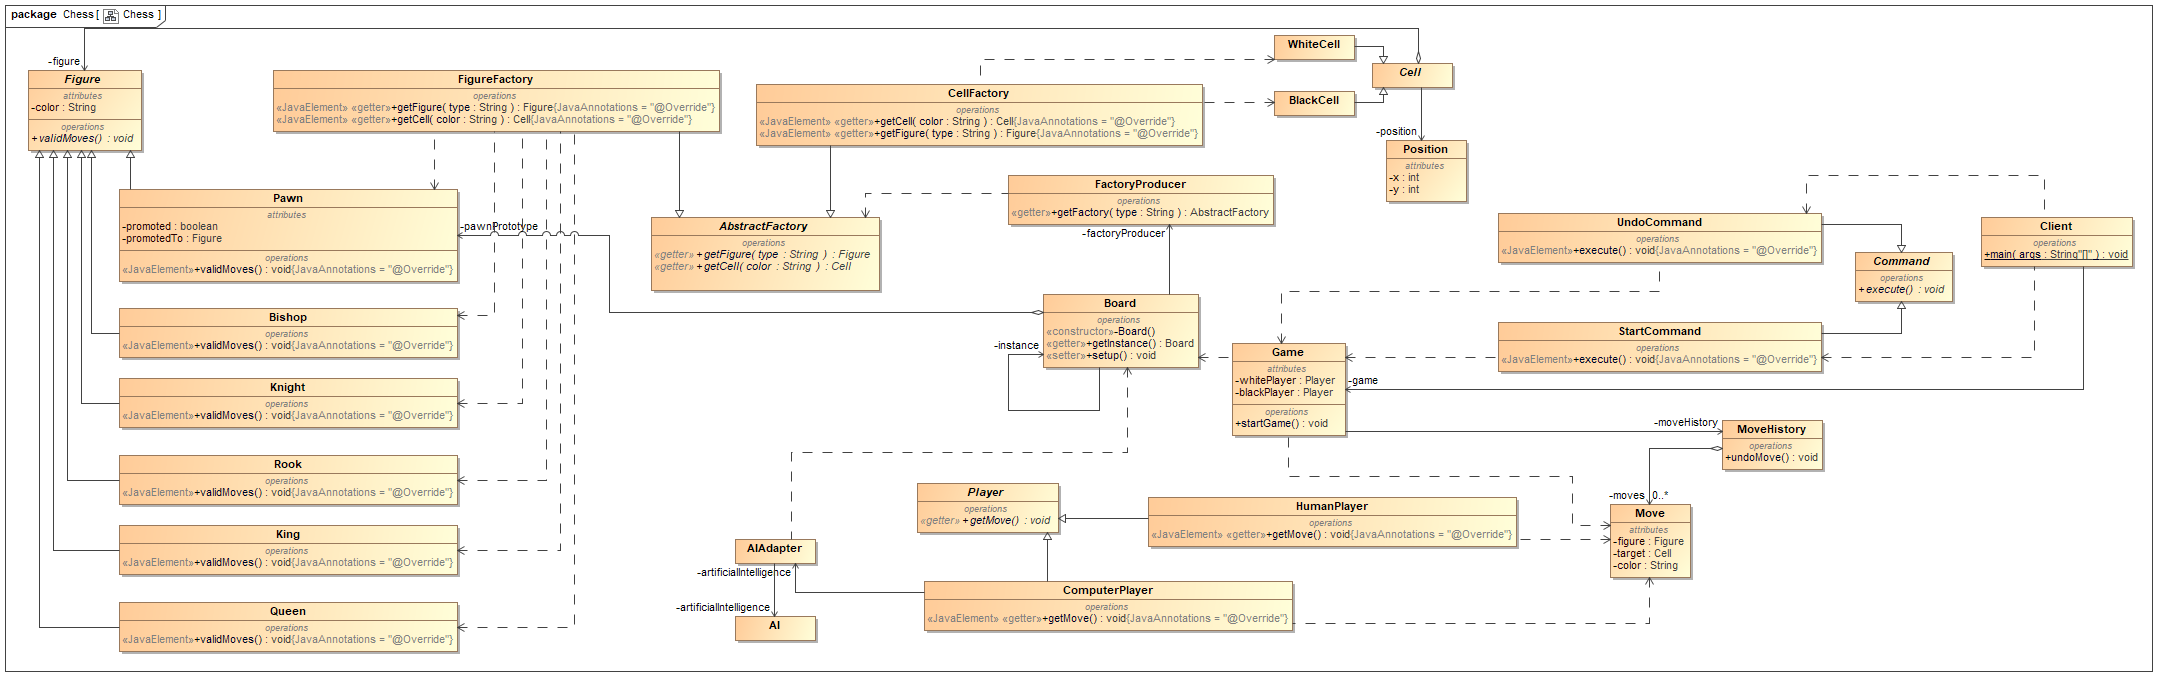 package Chess [ Chess ]
-figure
Figure
attributes
-color : String
operations
+validMoves() : void
FigureFactory
operations
«JavaElement» «getter»+getFigure( type : String ) : Figure{JavaAnnotations = "@Override"}
«JavaElement» «getter»+getCell( color : String ) : Cell{JavaAnnotations = "@Override"}
CellFactory
operations
«JavaElement» «getter»+getCell( color : String ) : Cell{JavaAnnotations = "@Override"}
«JavaElement» «getter»+getFigure( type : String ) : Figure{JavaAnnotations = "@Override"}
WhiteCell
BlackCell
Cell
-position
Position
attributes
-x : int
-y : int
Pawn
attributes
-promoted : boolean
-promotedTo : Figure
operations
«JavaElement»+validMoves() : void{JavaAnnotations = "@Override"}
-pawnPrototype
AbstractFactory
operations
«getter» +getFigure( type : String ) : Figure
«getter» +getCell( color : String ) : Cell
FactoryProducer
operations
«getter»+getFactory( type : String ) : AbstractFactory
-factoryProducer
UndoCommand
operations
«JavaElement»+execute() : void{JavaAnnotations = "@Override"}
Command
operations
+execute() : void
Client
operations
+main( args : String"[]" ) : void
Bishop
operations
«JavaElement»+validMoves() : void{JavaAnnotations = "@Override"}
Board
operations
«constructor»-Board()
«getter»+getInstance() : Board
«setter»+setup() : void
-instance
StartCommand
operations
«JavaElement»+execute() : void{JavaAnnotations = "@Override"}
Game
attributes
-whitePlayer : Player
-blackPlayer : Player
operations
+startGame() : void
-game
Knight
operations
«JavaElement»+validMoves() : void{JavaAnnotations = "@Override"}
-moveHistory
MoveHistory
operations
+undoMove() : void
Rook
operations
«JavaElement»+validMoves() : void{JavaAnnotations = "@Override"}
Player
operations
«getter» +getMove() : void
HumanPlayer
operations
«JavaElement» «getter»+getMove() : void{JavaAnnotations = "@Override"}
-moves 0..*
Move
attributes
-figure : Figure
-target : Cell
-color : String
King
operations
«JavaElement»+validMoves() : void{JavaAnnotations = "@Override"}
AIAdapter
-artificialIntelligence
-artificialIntelligence
AI
ComputerPlayer
operations
«JavaElement» «getter»+getMove() : void{JavaAnnotations = "@Override"}
Queen
operations
«JavaElement»+validMoves() : void{JavaAnnotations = "@Override"}